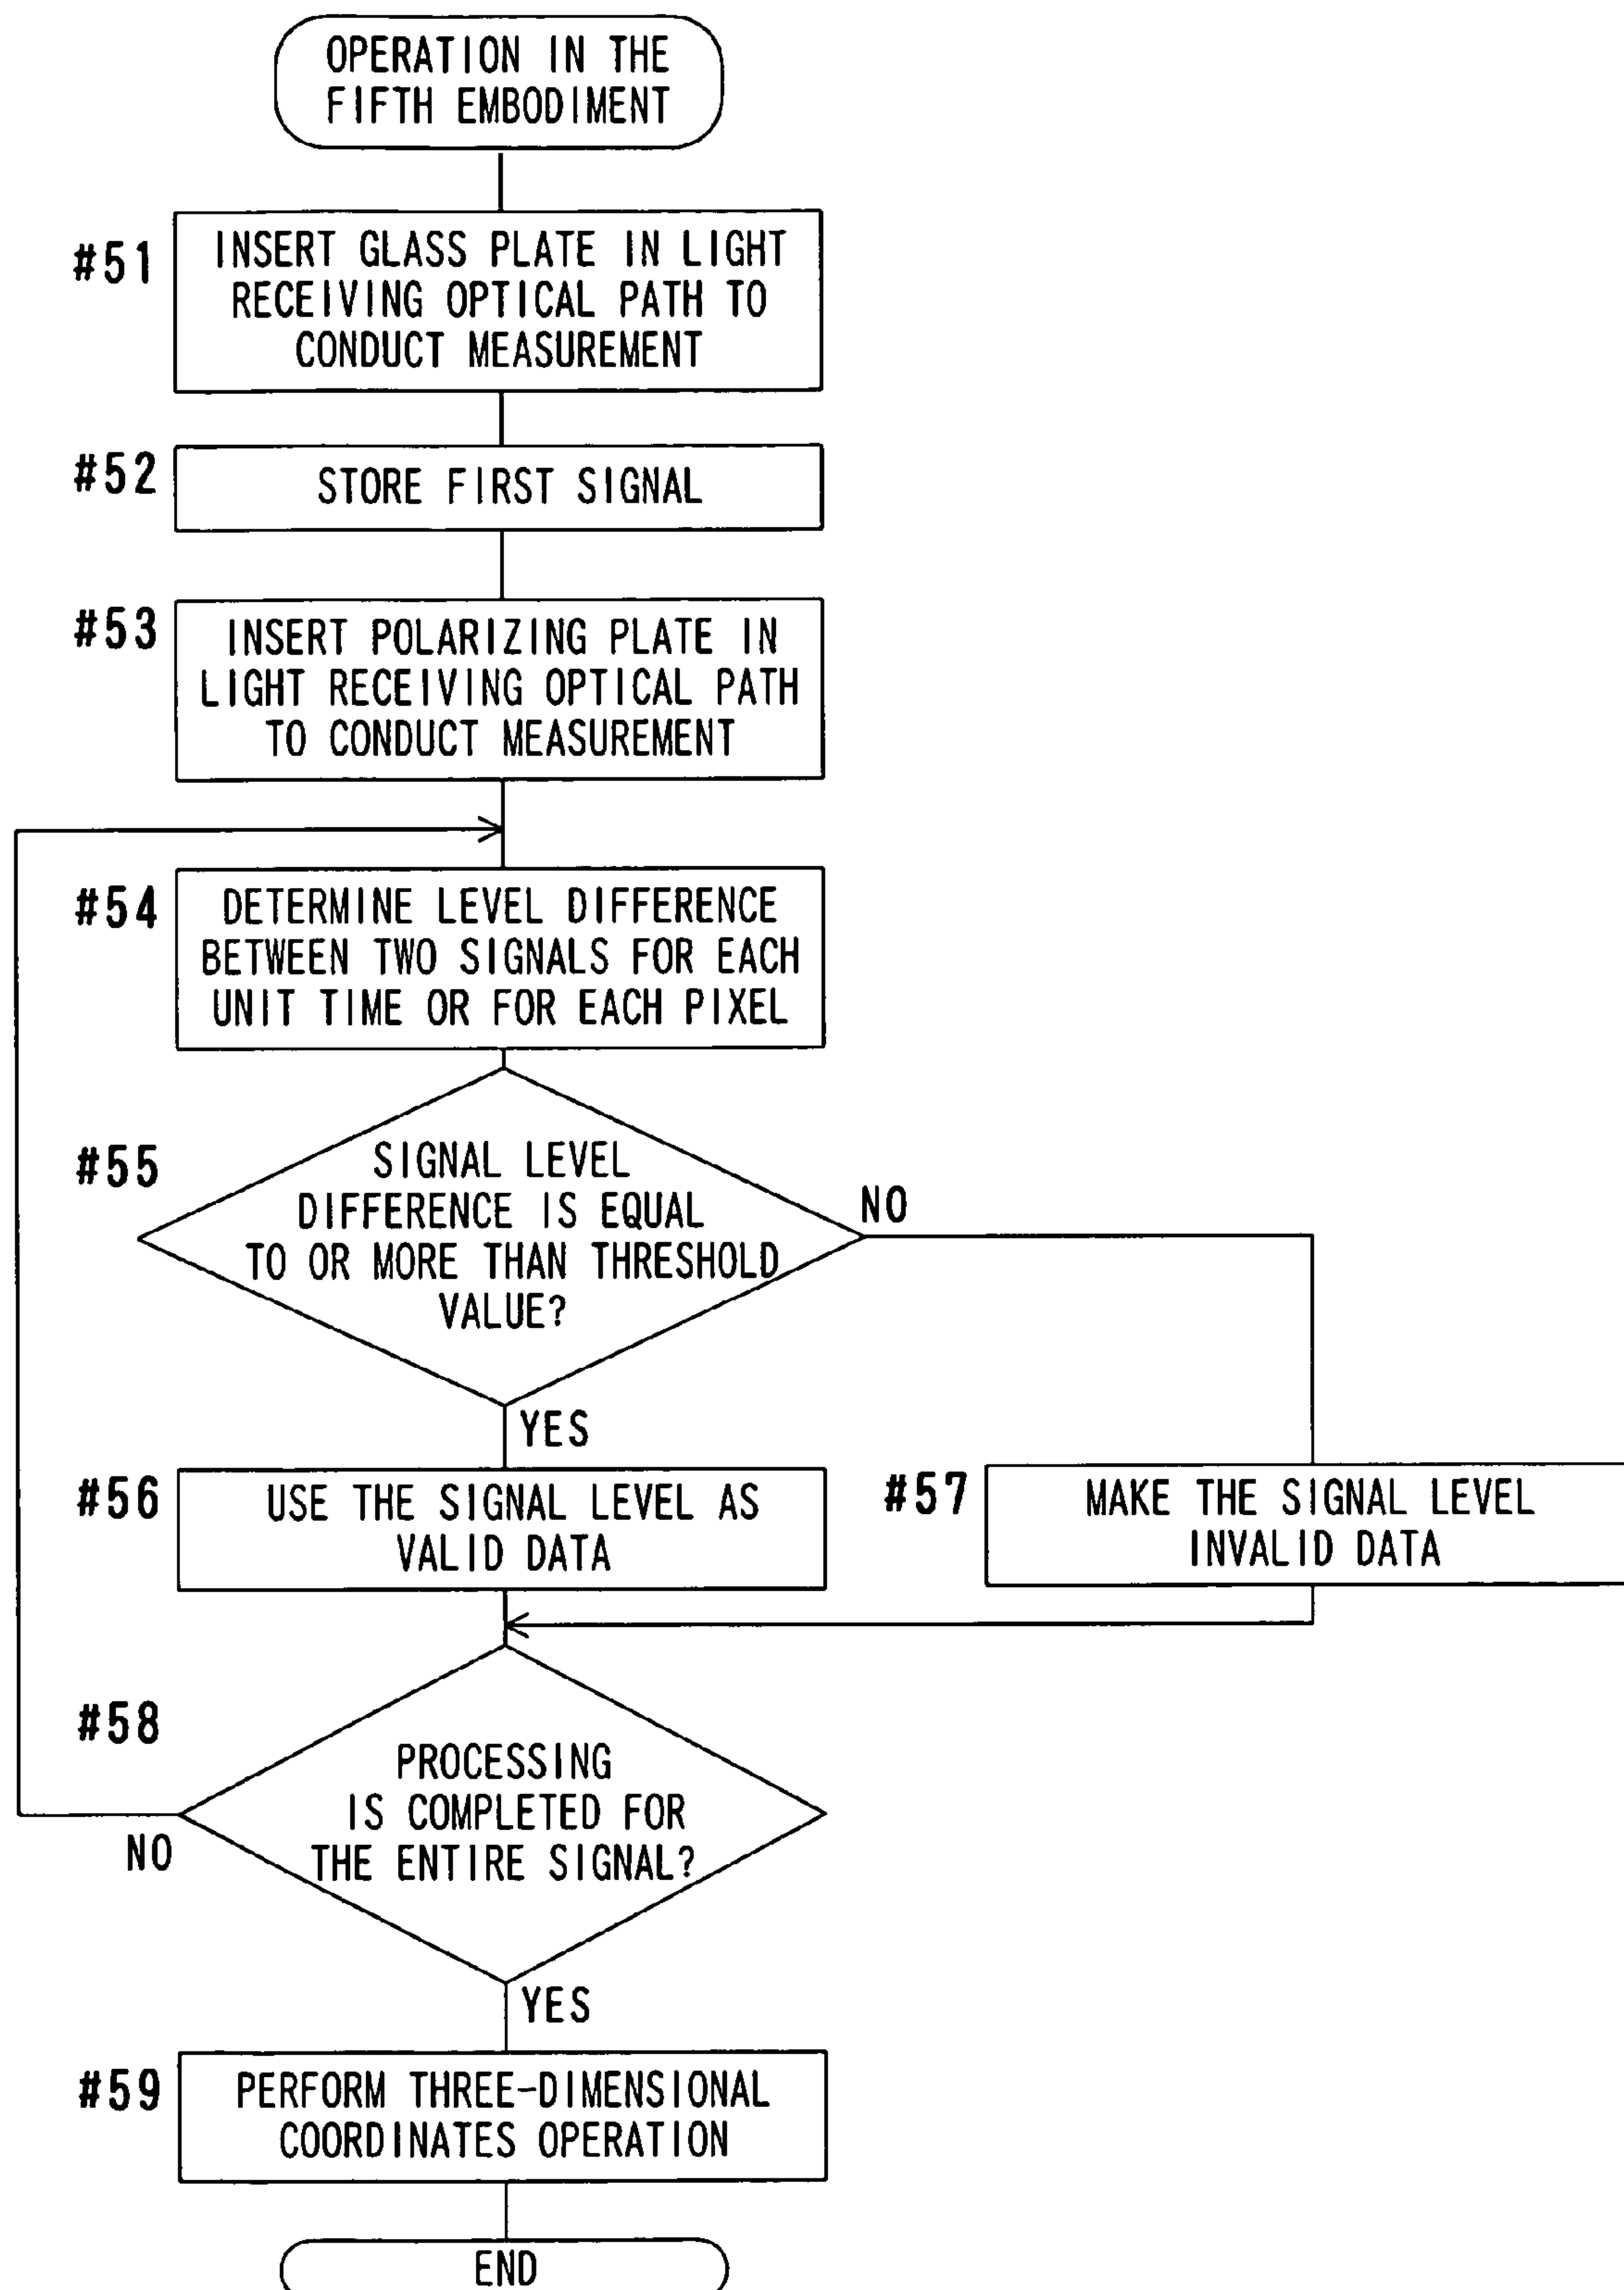 OPERATION IN THE
FIFTH EMBODIMENT
#51
INSERT GLASS PLATE IN LIGHT
RECEIVING OPTICAL PATH TO
CONDUCT MEASUREMENT
#52
STORE FIRST SIGNAL
#53
INSERT POLARIZING PLATE IN
LIGHT RECEIVING OPTICAL PATH
TO CONDUCT MEASUREMENT
#54
DETERMINE LEVEL DIFFERENCE
BETWEEN TWO SIGNALS FOR EACH
UNIT TIME OR FOR EACH PIXEL
#55
SIGNAL LEVEL
DIFFERENCE IS EQUAL
TO OR MORE THAN THRESHOLD
VALUE?
NO
YES
#56
USE THE SIGNAL LEVEL AS
VALID DATA
#57
MAKE THE SIGNAL LEVEL
INVALID DATA
#58
PROCESSING
IS COMPLETED FOR
THE ENTIRE SIGNAL?
NO
YES
#59
PERFORM THREE-DIMENSIONAL
COORDINATES OPERATION
END